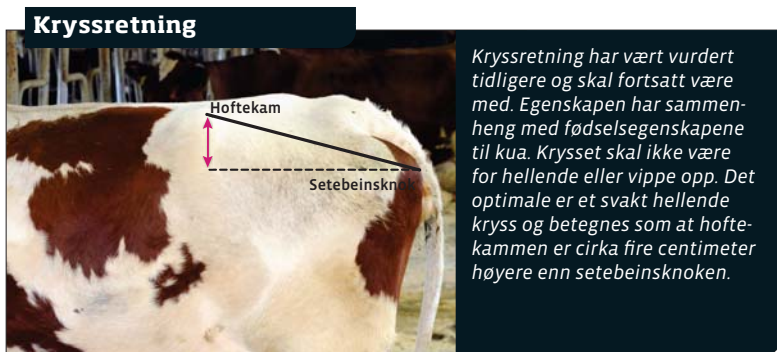 Kryssretning
Hoftekam
Setebeinsknok
Kryssretning har vært vurdert
tidligere og skal fortsatt være
med. Egenskapen har sammen-
heng med fødselsegenskapene
til kua. Krysset skal ikke være
for hellende eller vippe opp. Det
optimale er et svakt hellende
kryss og betegnes som at hofte-
kammen er cirka fire centimeter
høyere enn setebeinsknoken.